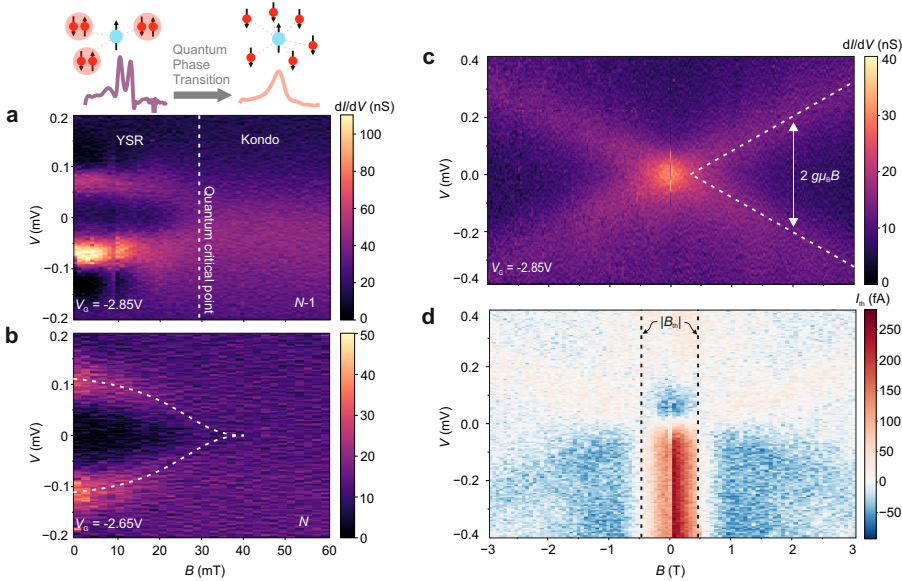 Quantum
Phase
Transition
a
dI/dV (nS)
YSR
Kondo
Quantum critical point
V_G = -2.85V
N-1
V (mV)
0.2
0.1
0
-0.1
-0.2
100
80
60
40
20
0
b
V_G = -2.65V
N
V (mV)
0.2
0.1
0
-0.1
-0.2
50
40
30
20
10
0
0
10
20
30
40
50
60
B (mT)
c
dI/dV (nS)
2 gμ_BB
V_G = -2.85V
V (mV)
0.4
0.2
0.0
−0.2
−0.4
40
30
20
10
0
d
I_th (fA)
|B_th|
V (mV)
0.4
0.2
0.0
−0.2
−0.4
250
200
150
100
50
0
−50
−3
−2
−1
0
1
2
3
B (T)